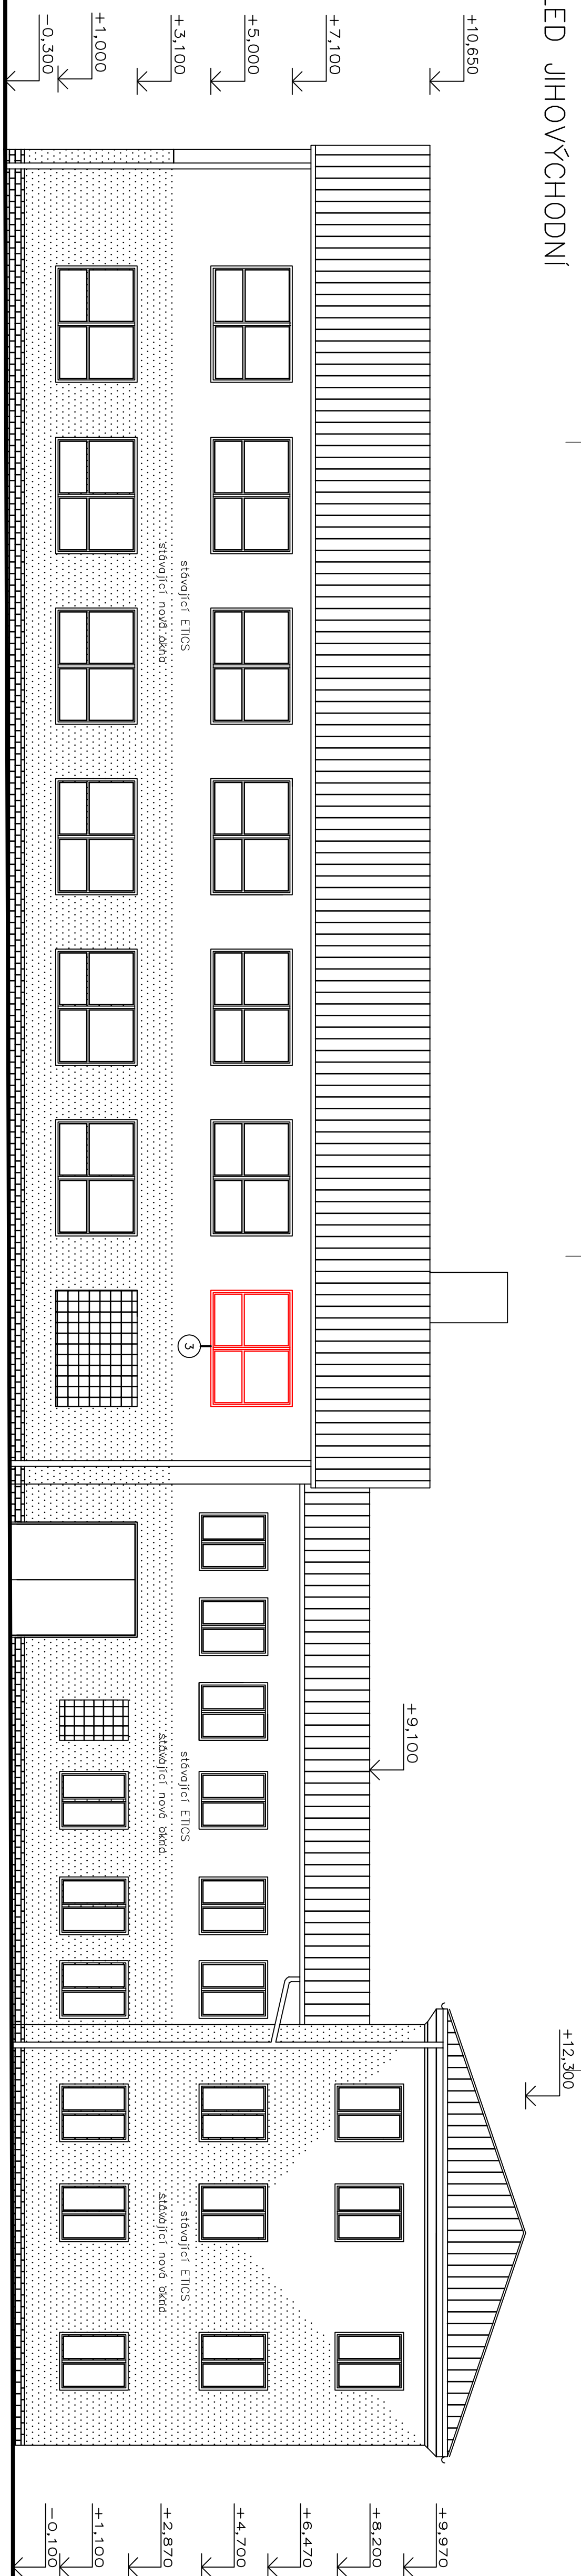 LED JIHOVÝCHODNÍ
+10,650
+7,100
+5,000
+3,100
+1,000
-0,300
stávající ETICS
stávající nová okna
3
+9,100
stávající ETICS
stávající nová okna
+12,300
stávající ETICS
stávající nová okna
+9,970
+8,200
+6,470
+4,700
+2,870
+1,100
-0,100